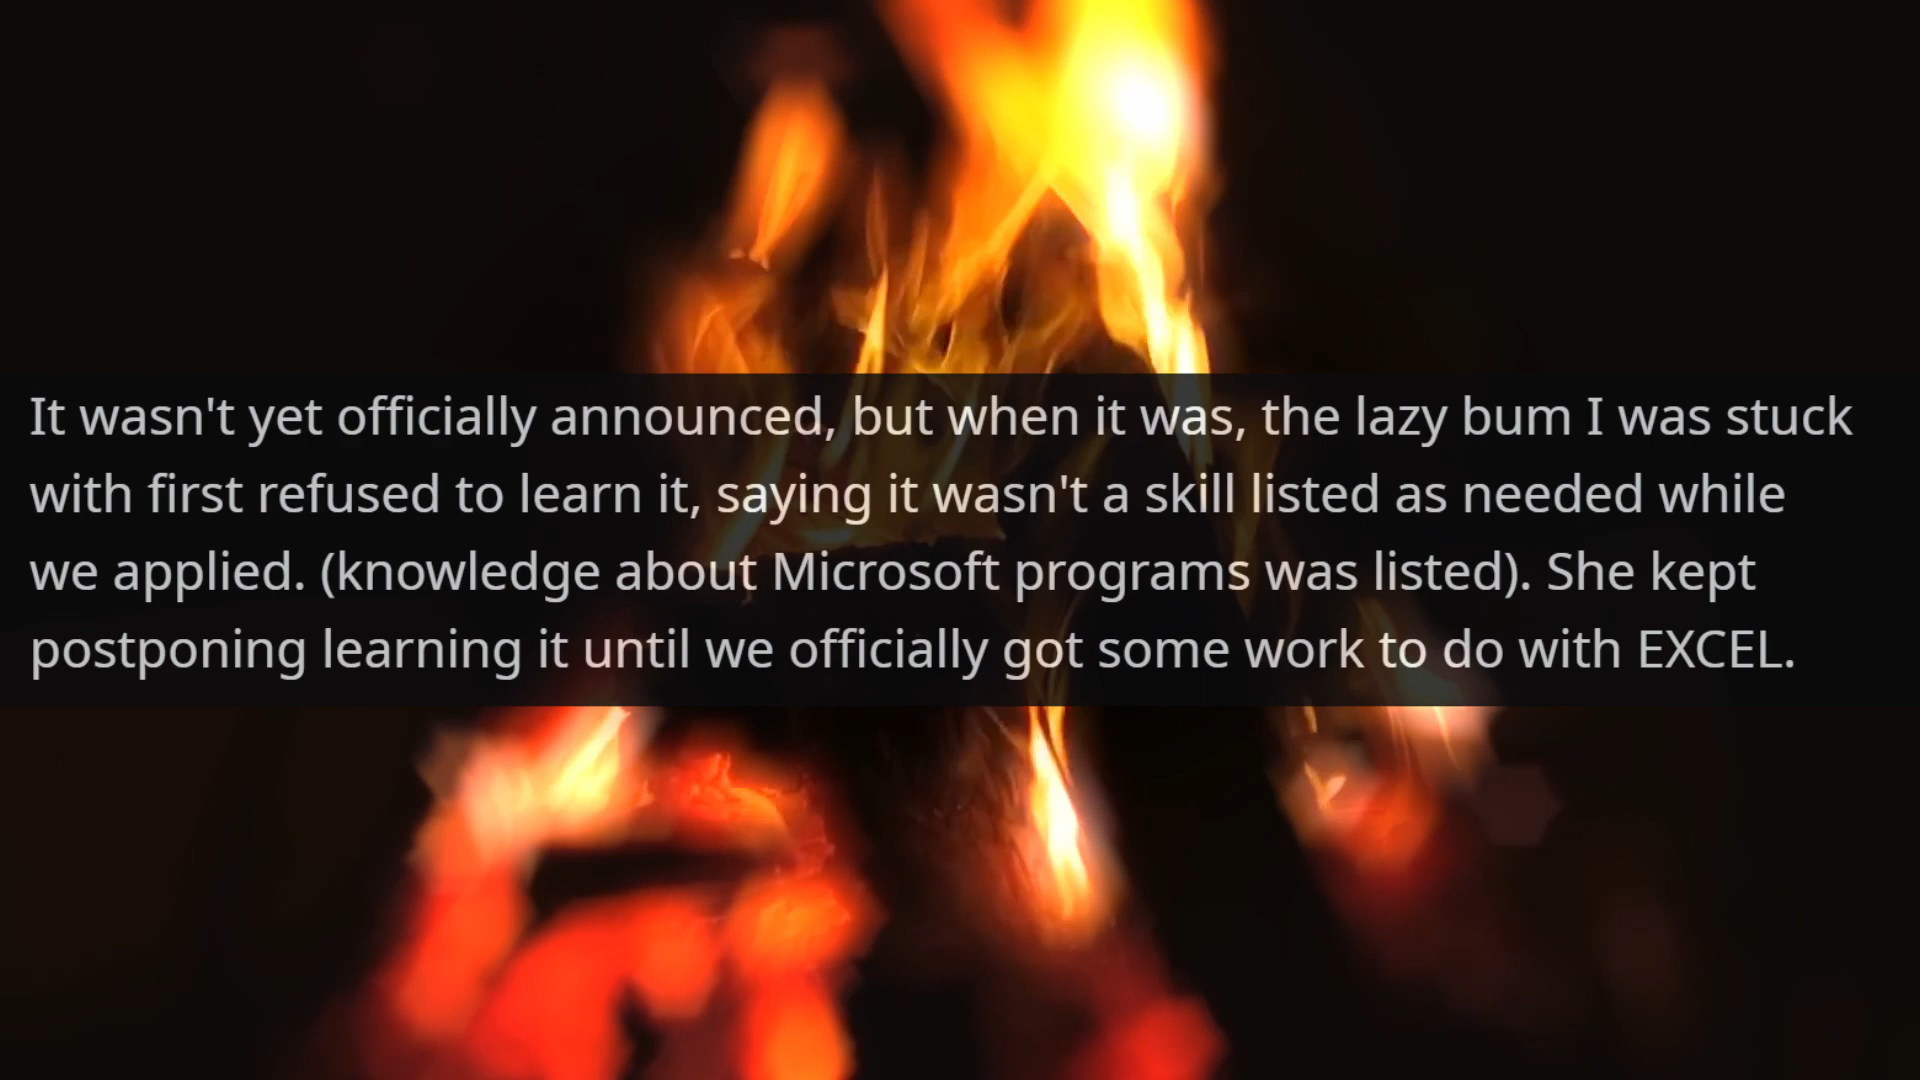 It wasn't yet officially announced, but when it was, the lazy bum I was stuck
with first refused to learn it, saying it wasn't a skill listed as needed while
we applied. (knowledge about Microsoft programs was listed). She kept
postponing learning it until we officially got some work to do with EXCEL.